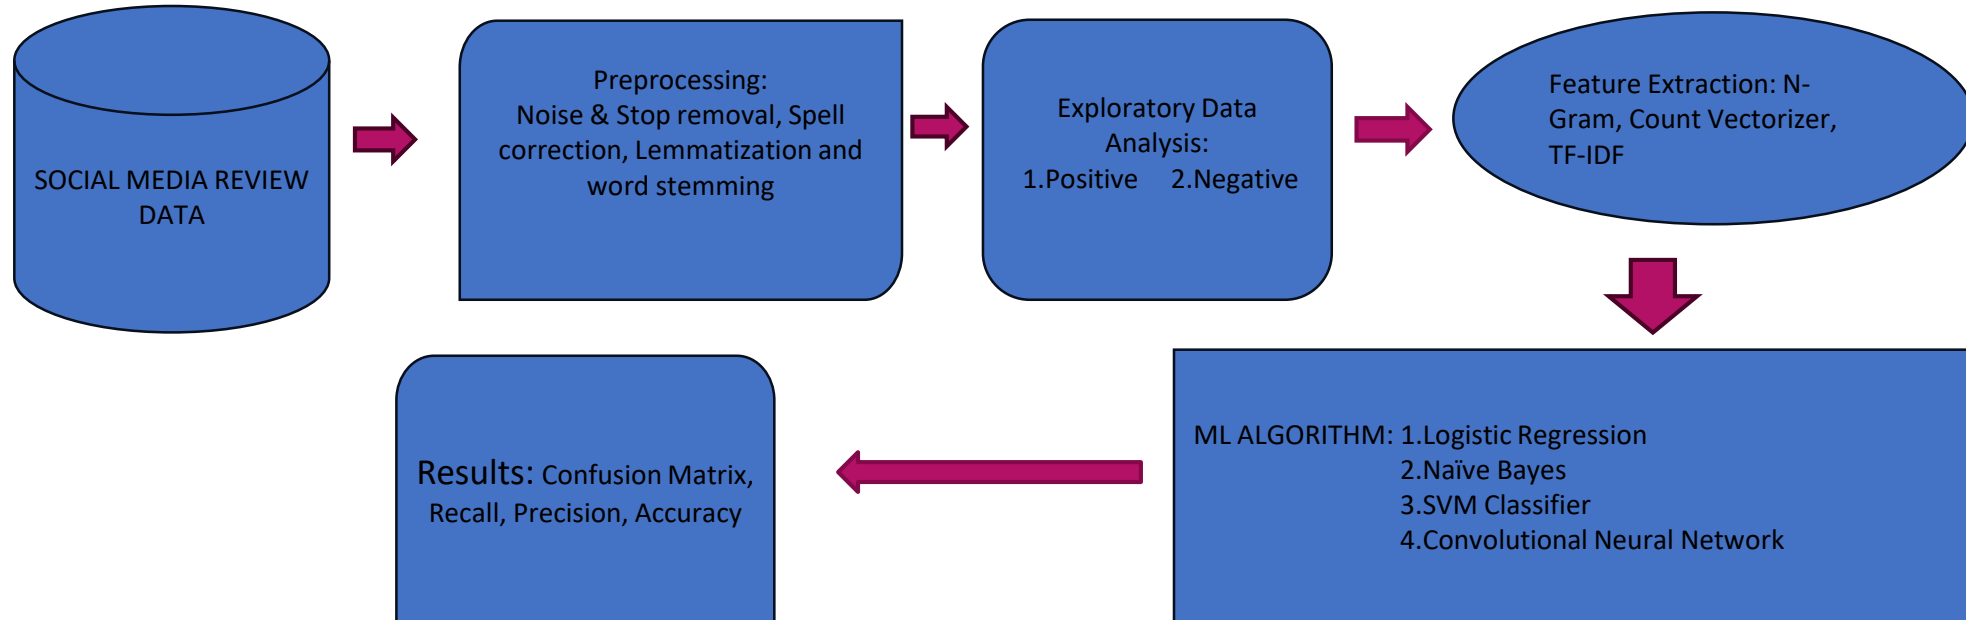 SOCIAL MEDIA REVIEW
DATA
Preprocessing:
Noise & Stop removal, Spell
correction, Lemmatization and
word stemming
Exploratory Data
Analysis:
1.Positive 2.Negative
Feature Extraction: N-
Gram, Count Vectorizer,
TF-IDF
ML ALGORITHM: 1.Logistic Regression
2.Naïve Bayes
3.SVM Classifier
4.Convolutional Neural Network
Results: Confusion Matrix,
Recall, Precision, Accuracy